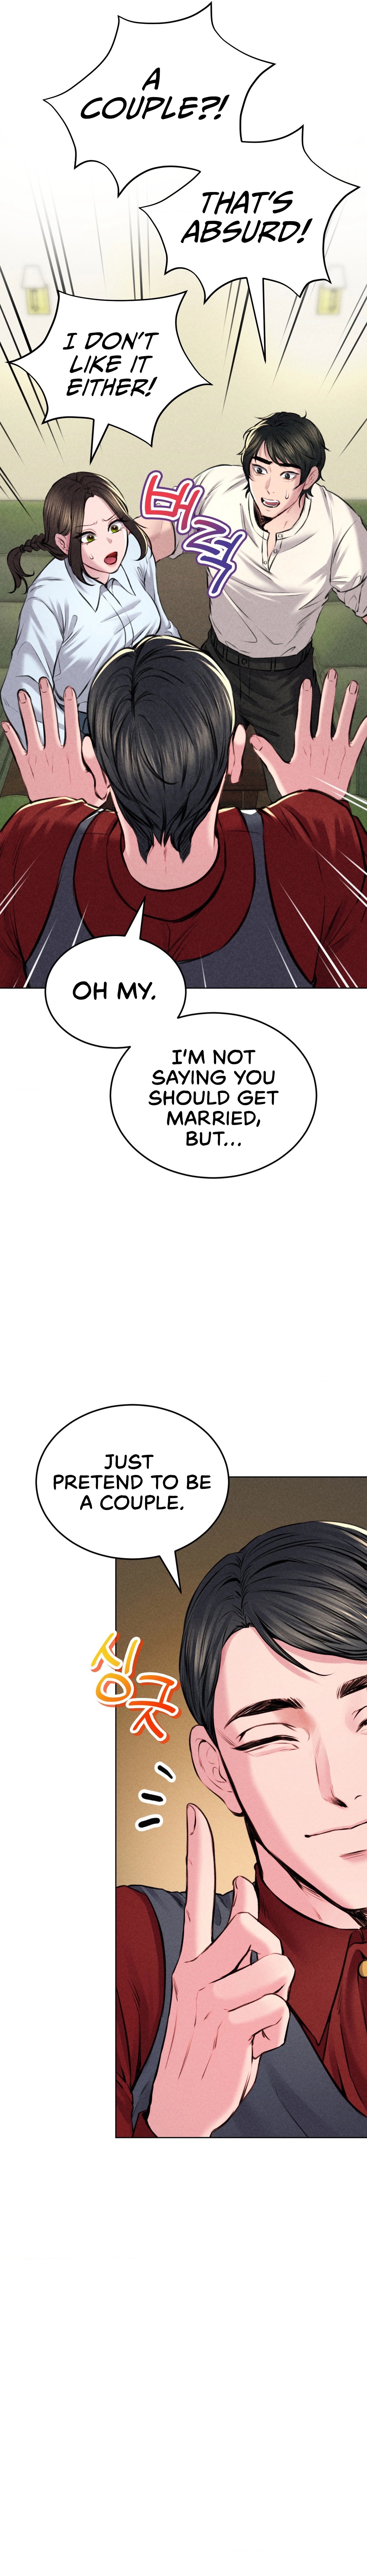 A
COUPLE?!
THAT'S
ABSURD!
I DON'T
LIKE IT
EITHER!
버럭
OH MY.
I'M NOT
SAYING YOU
SHOULD GET
MARRIED,
BUT...
JUST
PRETEND TO BE
A COUPLE.
싱긋